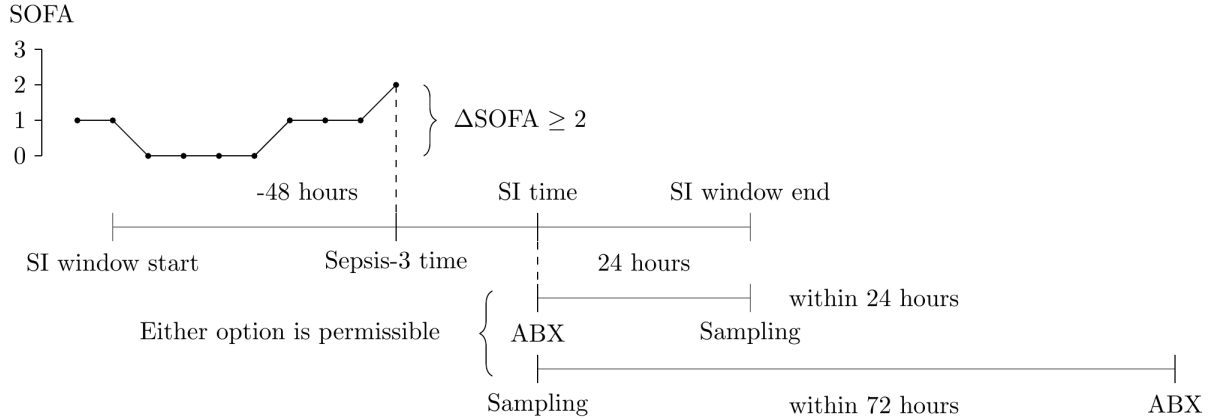 SOFA
3
2
1
0
ΔSOFA ≥ 2
-48 hours
SI time
SI window end
SI window start
Sepsis-3 time
24 hours
within 24 hours
Either option is permissible
ABX
Sampling
Sampling
within 72 hours
ABX